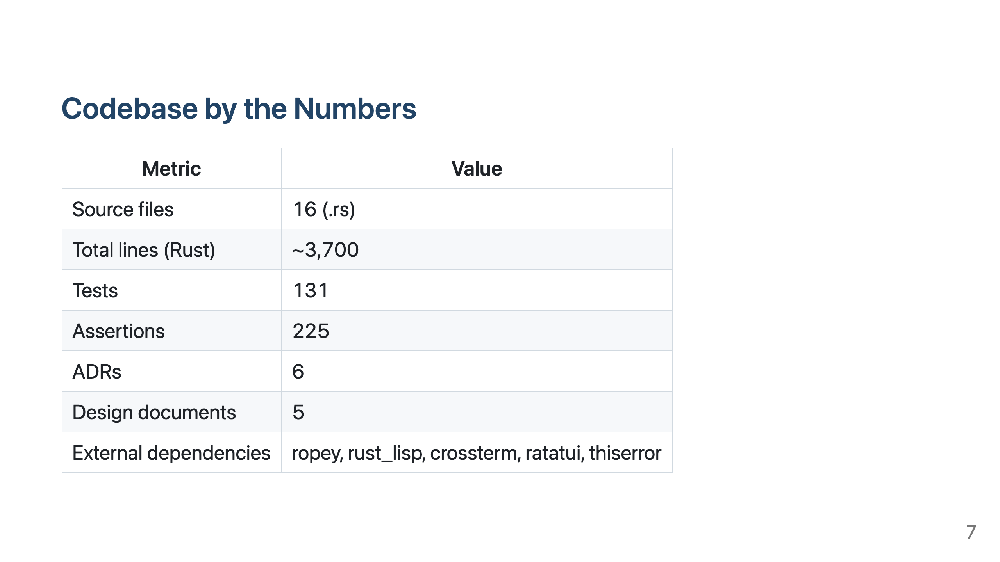 Codebase by the Numbers
Metric Value
Source files 16 (.rs)
Total lines (Rust) ~3,700
Tests 131
Assertions 225
ADRs 6
Design documents 5
External dependencies ropey, rust_lisp, crossterm, ratatui, thiserror
7